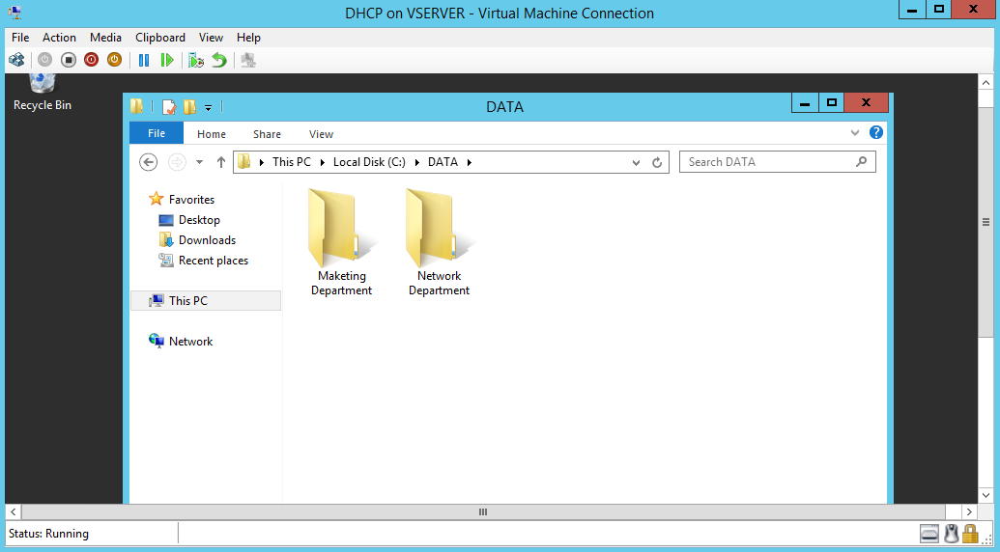 DHCP on VSERVER - Virtual Machine Connection
File Action Media Clipboard View Help
Recycle Bin
DATA
File Home Share View
This PC Local Disk (C:) DATA
Search DATA
Favorites
Desktop
Downloads
Recent places
This PC
Network
Maketing
Department
Network
Department
Status: Running